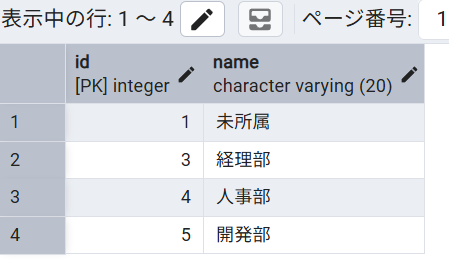 表示中の行: 1 ～ 4 ページ番号: 1
id name
[PK] integer character varying (20)
1 1 未所属
2 3 経理部
3 4 人事部
4 5 開発部